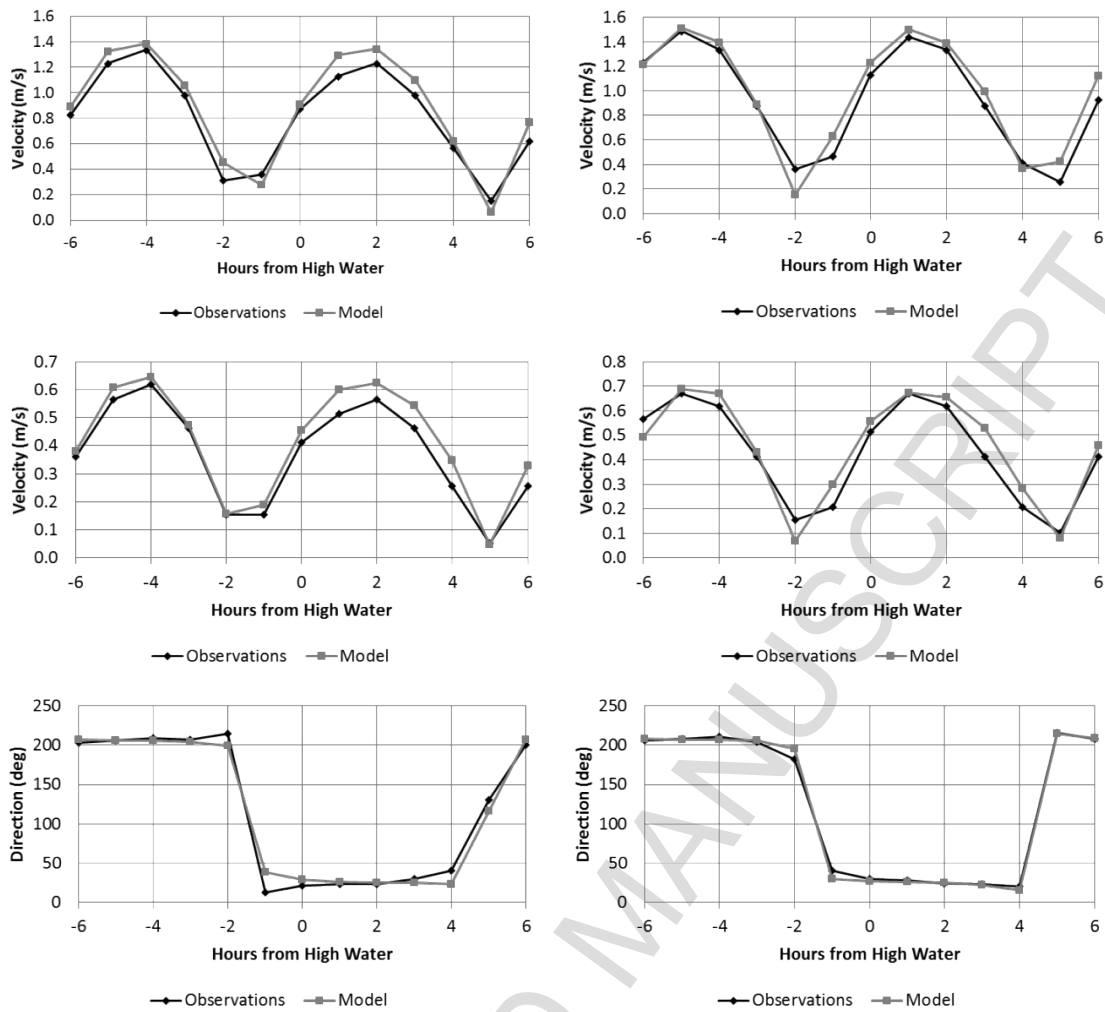 1.6
1.4
1.2
1.0
0.8
0.6
0.4
0.2
0.0
Velocity (m/s)
-6 -4 -2 0 2 4 6
Hours from High Water
Observations Model
1.6
1.4
1.2
1.0
0.8
0.6
0.4
0.2
0.0
Velocity (m/s)
-6 -4 -2 0 2 4 6
Hours from High Water
Observations Model
0.7
0.6
0.5
0.4
0.3
0.2
0.1
0.0
Velocity (m/s)
-6 -4 -2 0 2 4 6
Hours from High Water
Observations Model
0.8
0.7
0.6
0.5
0.4
0.3
0.2
0.1
0.0
Velocity (m/s)
-6 -4 -2 0 2 4 6
Hours from High Water
Observations Model
250
200
150
100
50
0
Direction (deg)
-6 -4 -2 0 2 4 6
Hours from High Water
Observations Model
250
200
150
100
50
0
Direction (deg)
-6 -4 -2 0 2 4 6
Hours from High Water
Observations Model
D MANUSCRIPT